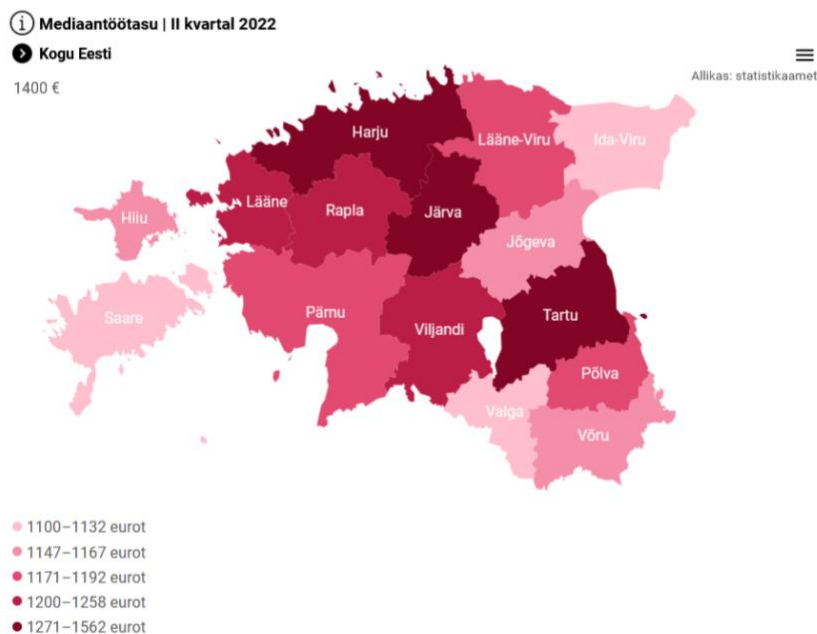 Mediaantöötasu | II kvartal 2022
Kogu Eesti
1400 €
Allikas: statistikaamet
Harju
Lääne-Viru
Ida-Viru
Lääne
Rapla
Järva
Hiiu
Jõgeva
Saare
Pärnu
Viljandi
Tartu
Põlva
Valga
Võru
1100–1132 eurot
1147–1167 eurot
1171–1192 eurot
1200–1258 eurot
1271–1562 eurot